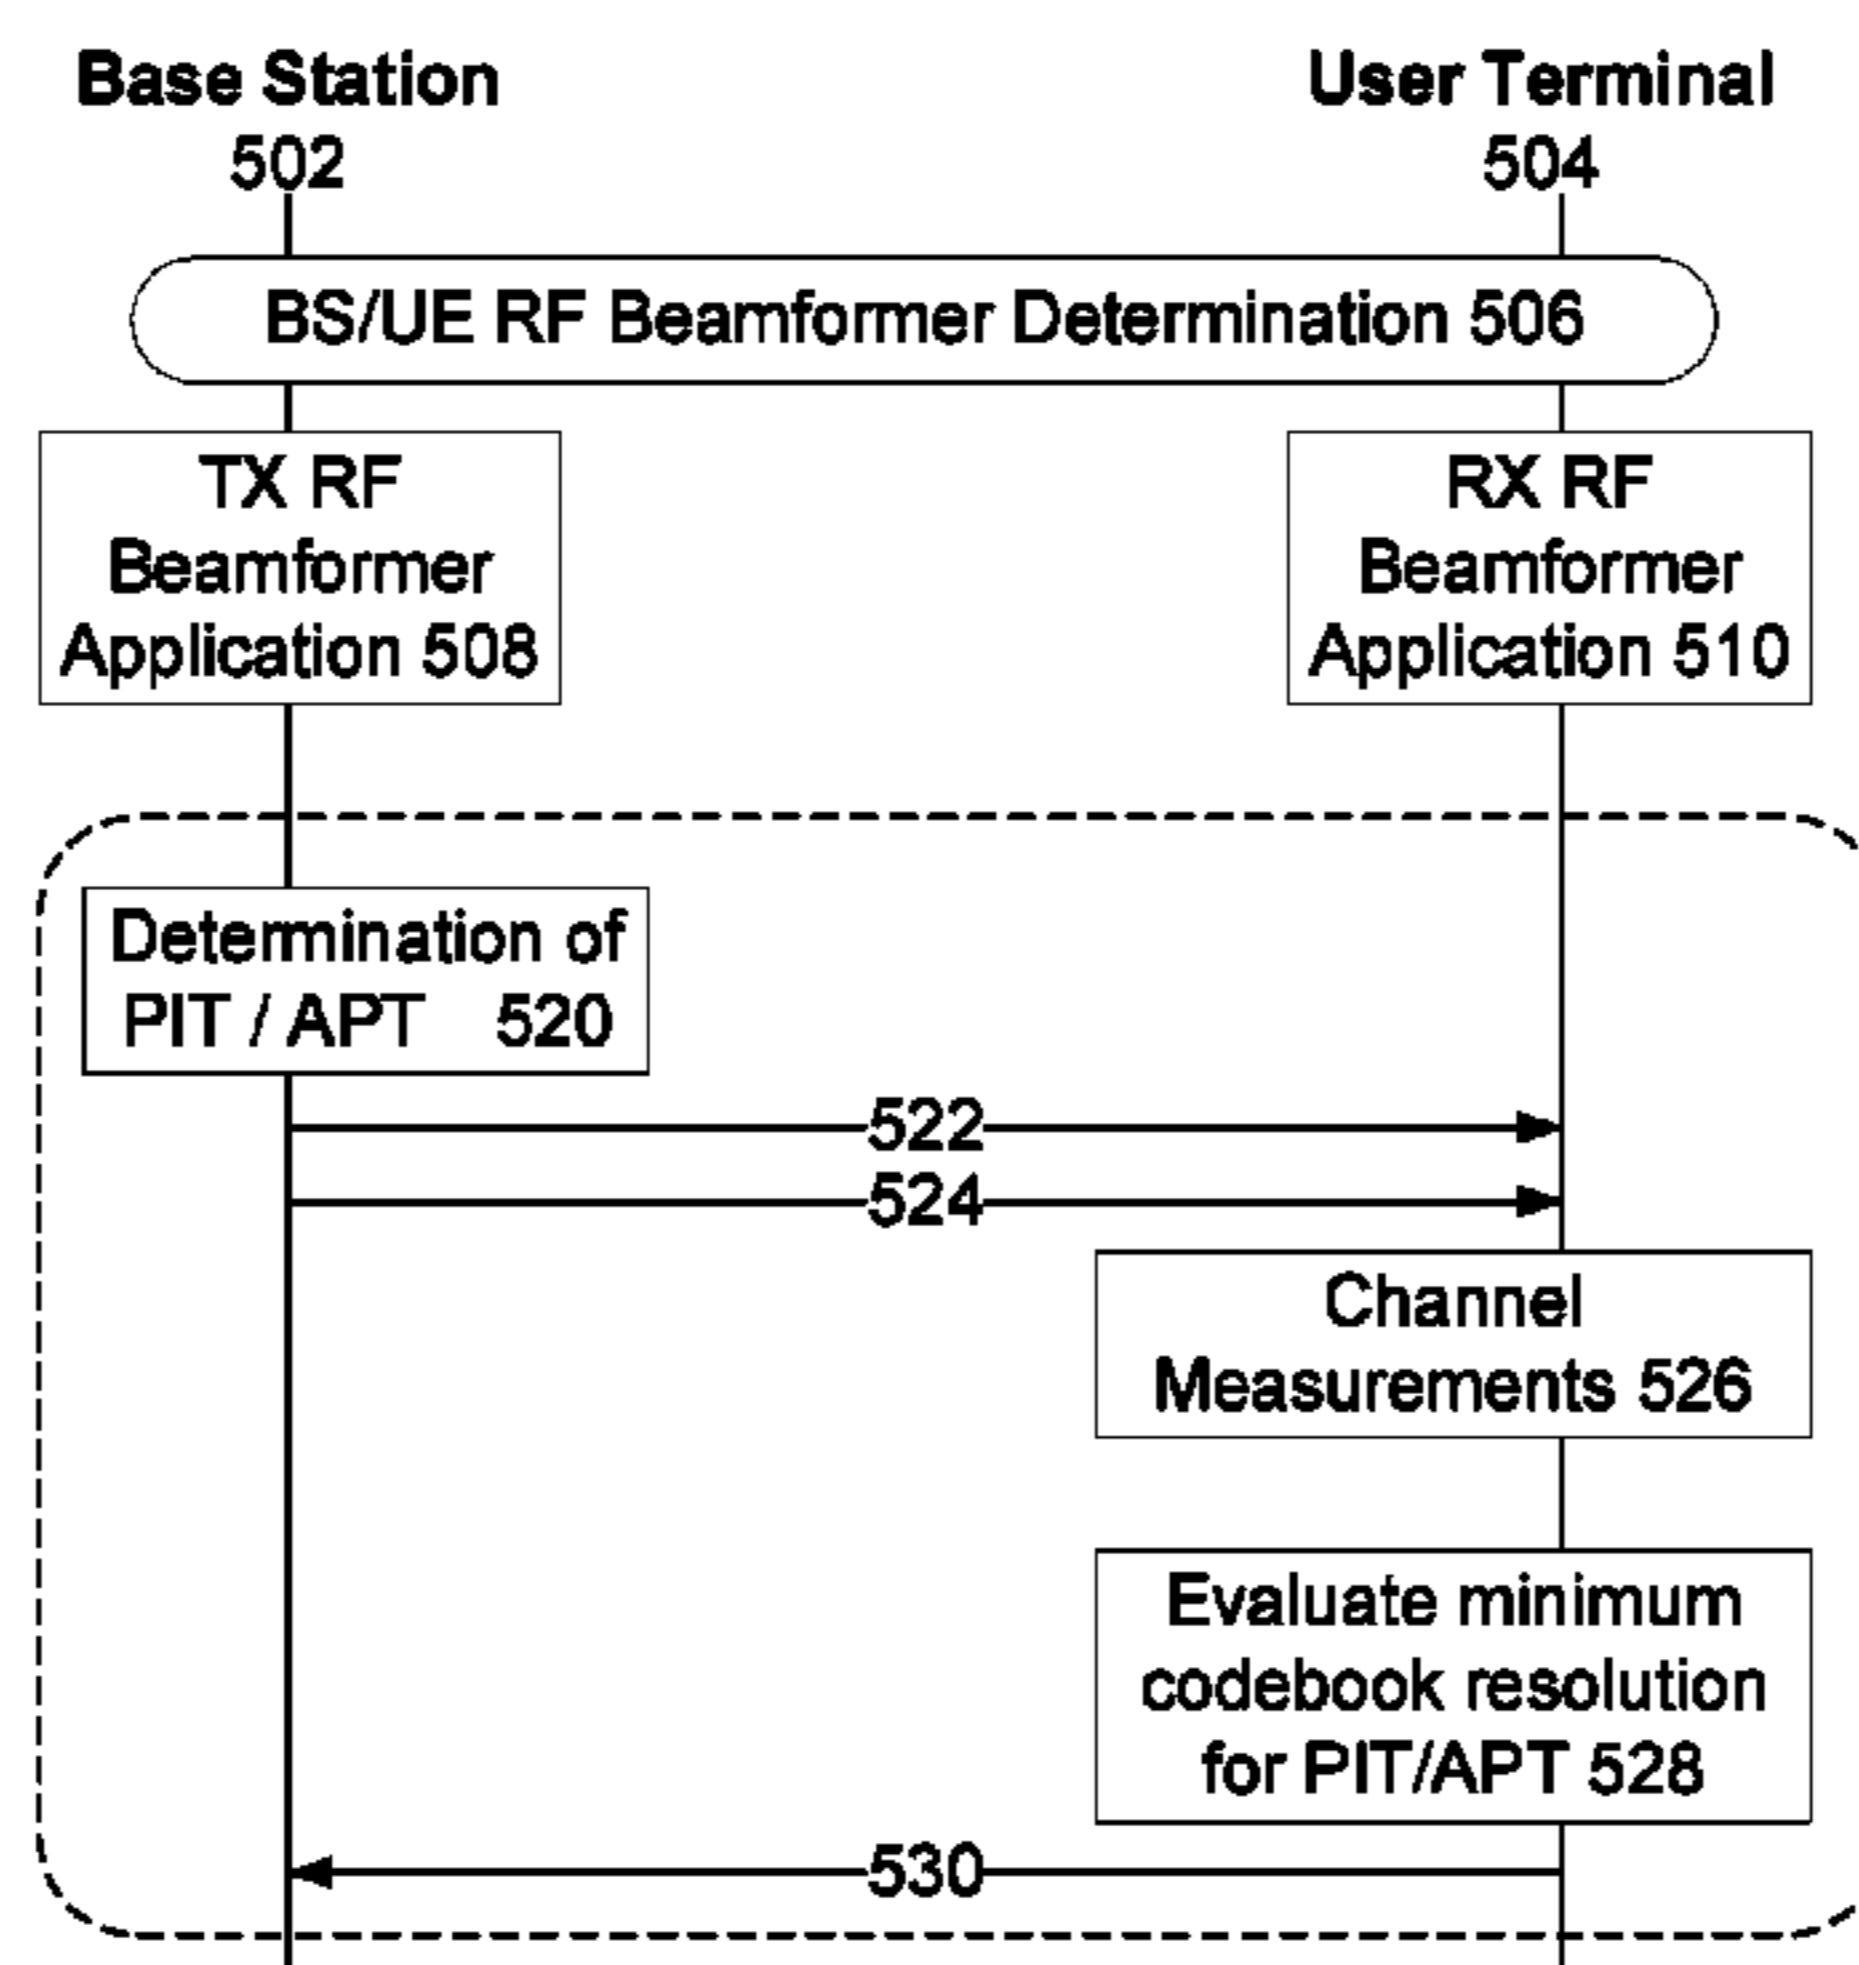 Base Station
502
User Terminal
504
BS/UE RF Beamformer Determination 506
TX RF
Beamformer
Application 508
RX RF
Beamformer
Application 510
Determination of
PIT / APT 520
522
524
Channel
Measurements 526
Evaluate minimum
codebook resolution
for PIT/APT 528
530